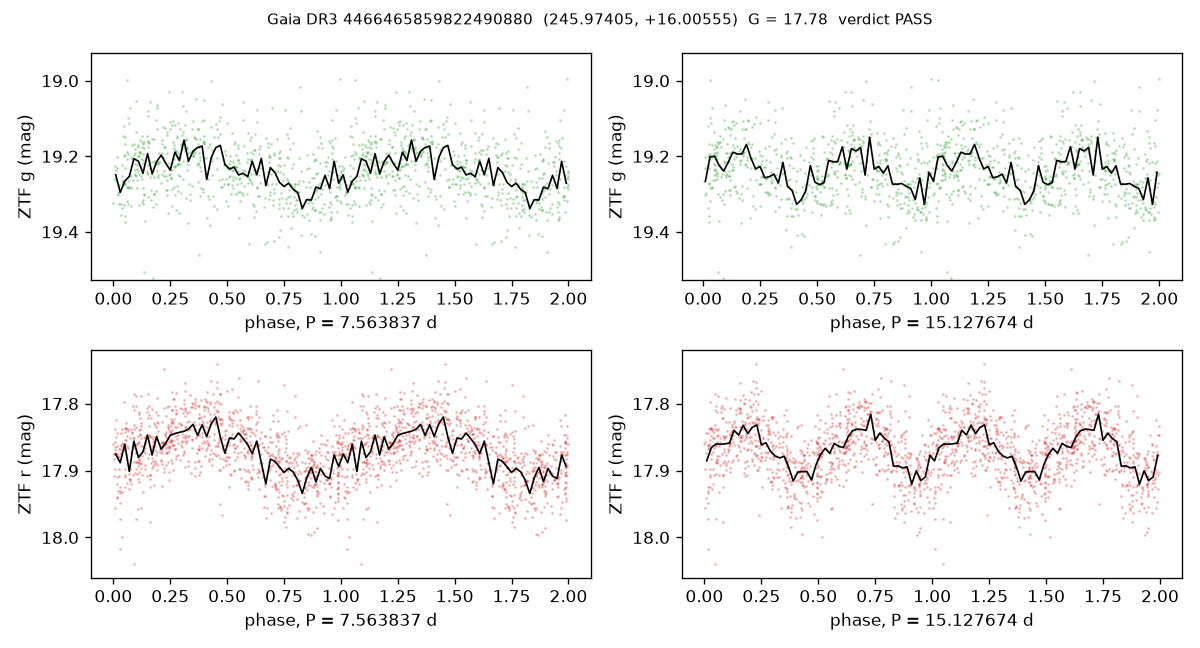 Gaia DR3 4466465859822490880  (245.97405, +16.00555)  G = 17.78  verdict PASS
ZTF g (mag)
19.0
19.2
19.4
0.00 0.25 0.50 0.75 1.00 1.25 1.50 1.75 2.00
phase, P = 7.563837 d
ZTF g (mag)
19.0
19.2
19.4
0.00 0.25 0.50 0.75 1.00 1.25 1.50 1.75 2.00
phase, P = 15.127674 d
ZTF r (mag)
17.8
17.9
18.0
0.00 0.25 0.50 0.75 1.00 1.25 1.50 1.75 2.00
phase, P = 7.563837 d
ZTF r (mag)
17.8
17.9
18.0
0.00 0.25 0.50 0.75 1.00 1.25 1.50 1.75 2.00
phase, P = 15.127674 d